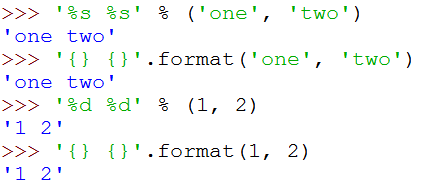 >>> '%s %s' % ('one', 'two')
'one two'
>>> '{} {}'.format('one', 'two')
'one two'
>>> '%d %d' % (1, 2)
'1 2'
>>> '{} {}'.format(1, 2)
'1 2'